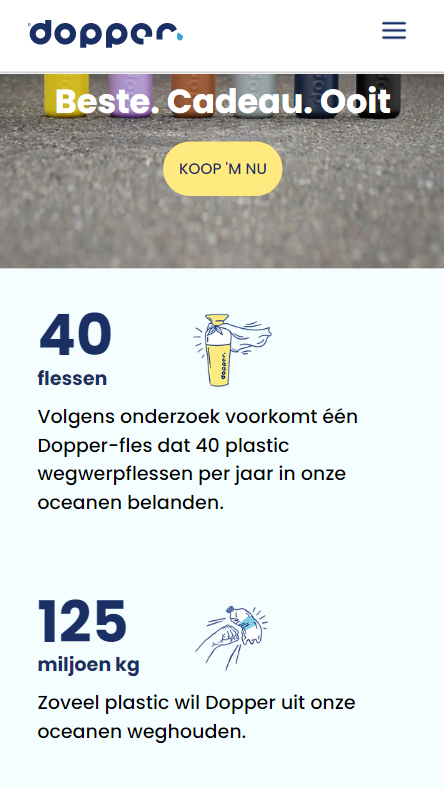 dopper
Beste. Cadeau. Ooit
KOOP 'M NU
40
flessen
dopper
Volgens onderzoek voorkomt één
Dopper-fles dat 40 plastic
wegwerpflessen per jaar in onze
oceanen belanden.
125
miljoen kg
Zoveel plastic wil Dopper uit onze
oceanen weghouden.